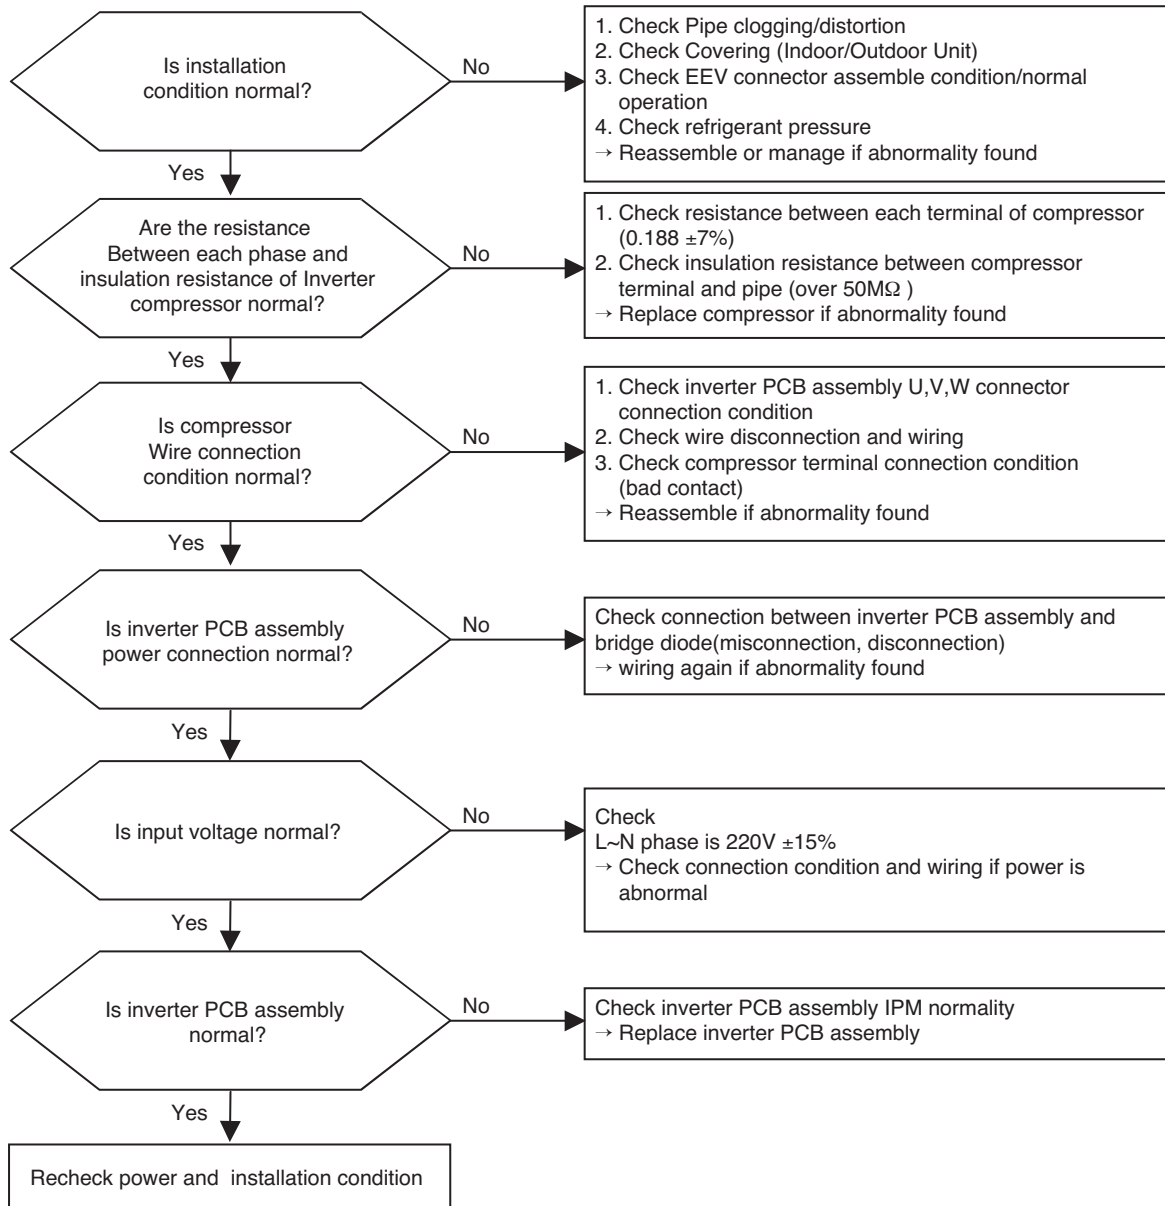 Is installation
condition normal?
No
1. Check Pipe clogging/distortion
2. Check Covering (Indoor/Outdoor Unit)
3. Check EEV connector assemble condition/normal
operation
4. Check refrigerant pressure
→ Reassemble or manage if abnormality found
Yes
Are the resistance
Between each phase and
insulation resistance of Inverter
compressor normal?
No
1. Check resistance between each terminal of compressor
(0.188 ±7%)
2. Check insulation resistance between compressor
terminal and pipe (over 50MΩ )
→ Replace compressor if abnormality found
Yes
Is compressor
Wire connection
condition normal?
No
1. Check inverter PCB assembly U,V,W connector
connection condition
2. Check wire disconnection and wiring
3. Check compressor terminal connection condition
(bad contact)
→ Reassemble if abnormality found
Yes
Is inverter PCB assembly
power connection normal?
No
Check connection between inverter PCB assembly and
bridge diode(misconnection, disconnection)
→ wiring again if abnormality found
Yes
Is input voltage normal?
No
Check
L~N phase is 220V ±15%
→ Check connection condition and wiring if power is
abnormal
Yes
Is inverter PCB assembly
normal?
No
Check inverter PCB assembly IPM normality
→ Replace inverter PCB assembly
Yes
Recheck power and  installation condition